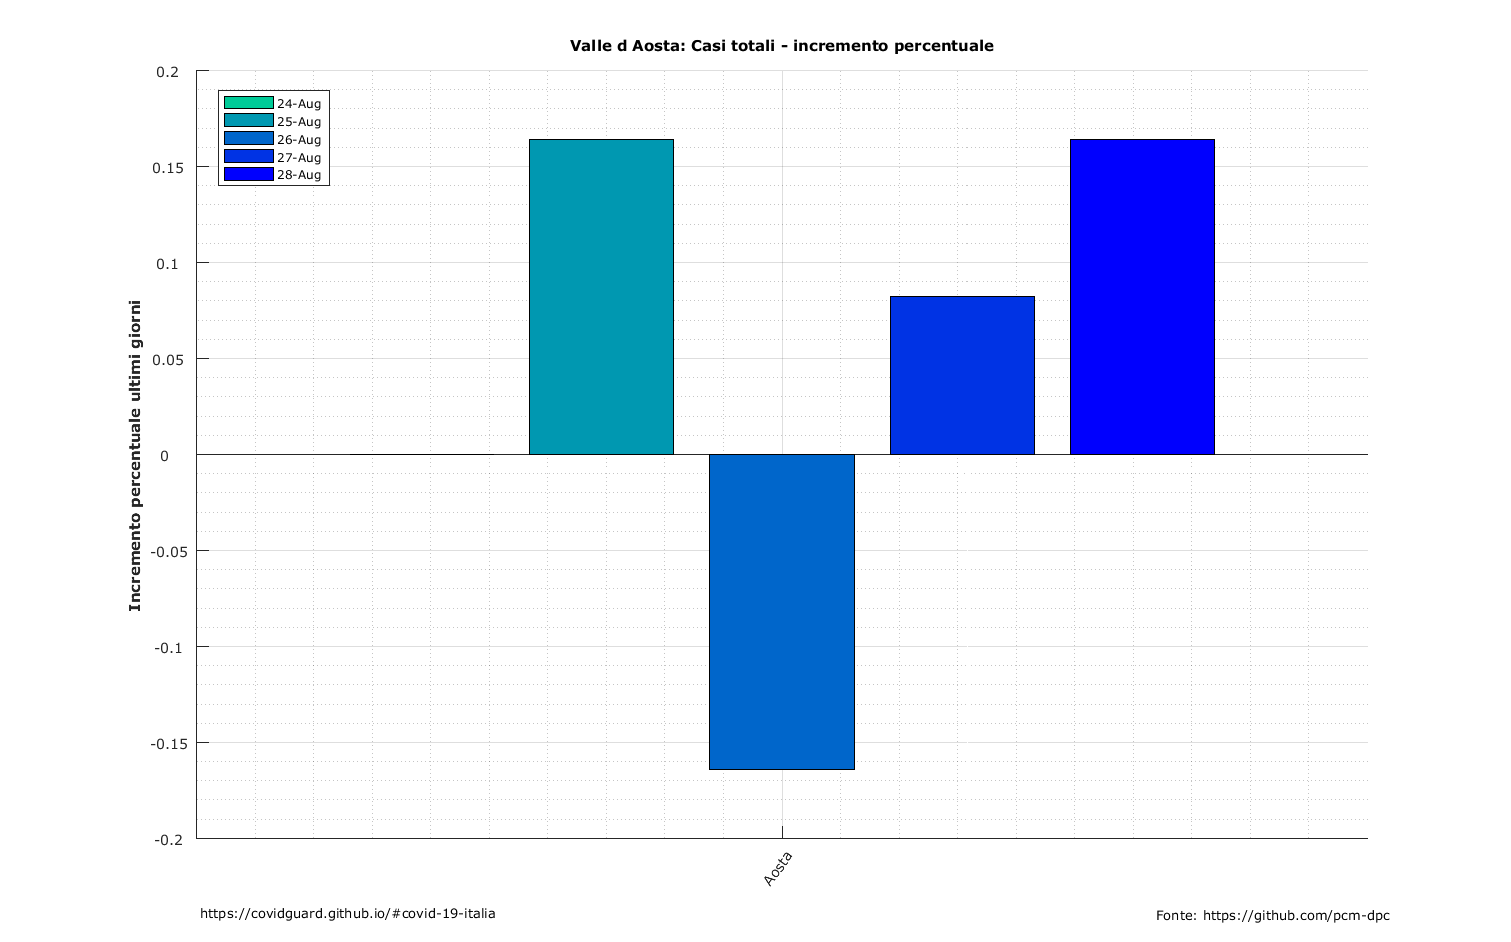 Valle d Aosta: Casi totali - incremento percentuale
24-Aug
25-Aug
26-Aug
27-Aug
28-Aug
Incremento percentuale ultimi giorni
0.2
0.15
0.1
0.05
0
-0.05
-0.1
-0.15
-0.2
Aosta
https://covidguard.github.io/#covid-19-italia
Fonte: https://github.com/pcm-dpc